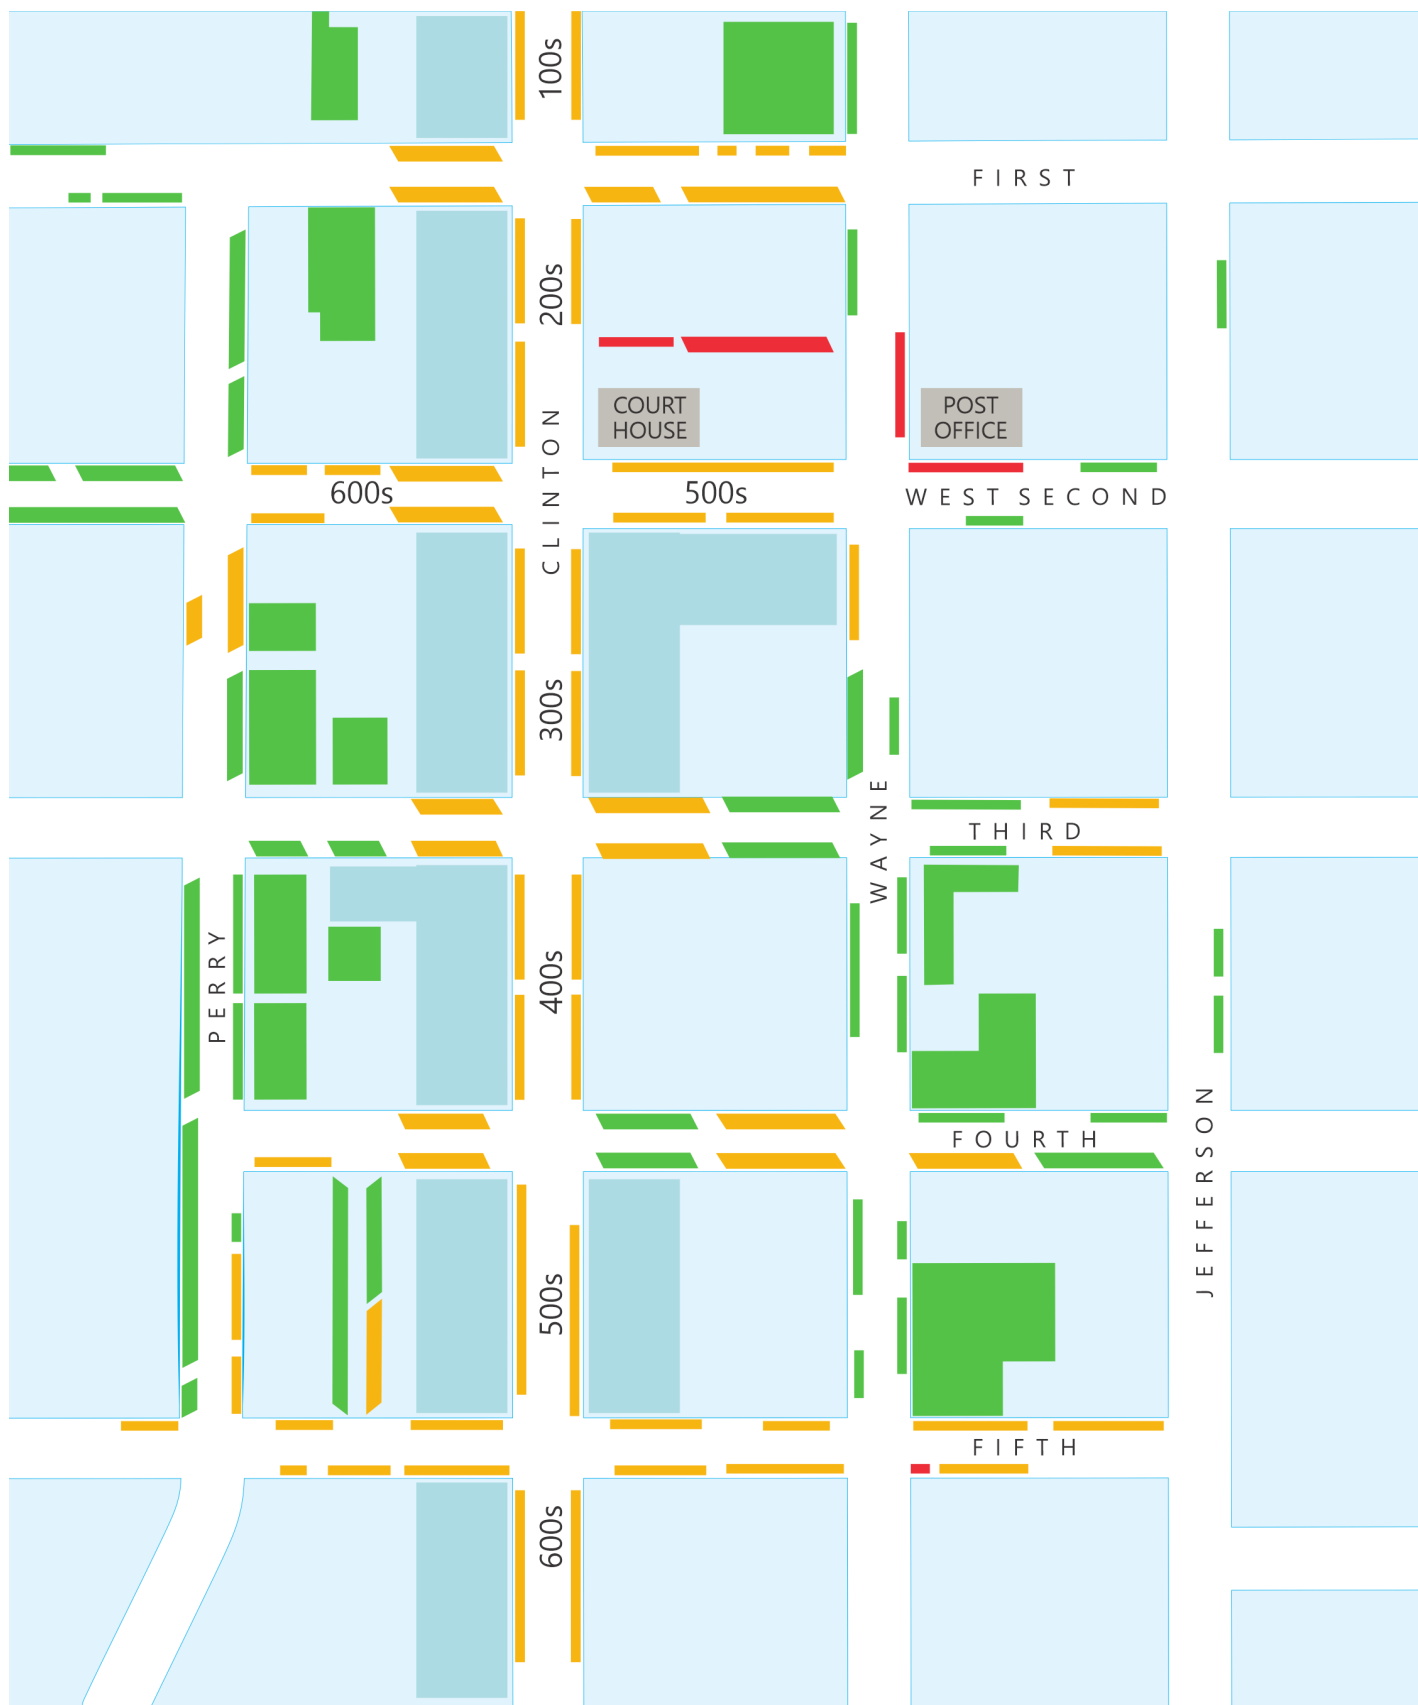 100s
FIRST
200s
COURT
HOUSE
POST
OFFICE
CLINTON
600s
500s
WEST SECOND
300s
WAYNE
THIRD
PERRY
400s
FOURTH
JEFFERSON
500s
FIFTH
600s